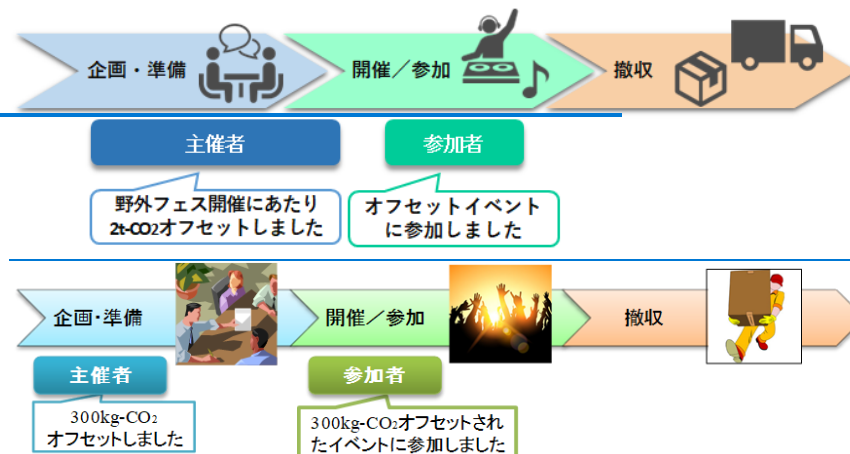 企画・準備
開催／参加
撤収
主催者
参加者
野外フェス開催にあたり
2t-CO2オフセットしました
オフセットイベント
に参加しました
企画・準備
開催／参加
撤収
主催者
参加者
300kg-CO2
オフセットしました
300kg-CO2オフセットされ
たイベントに参加しました